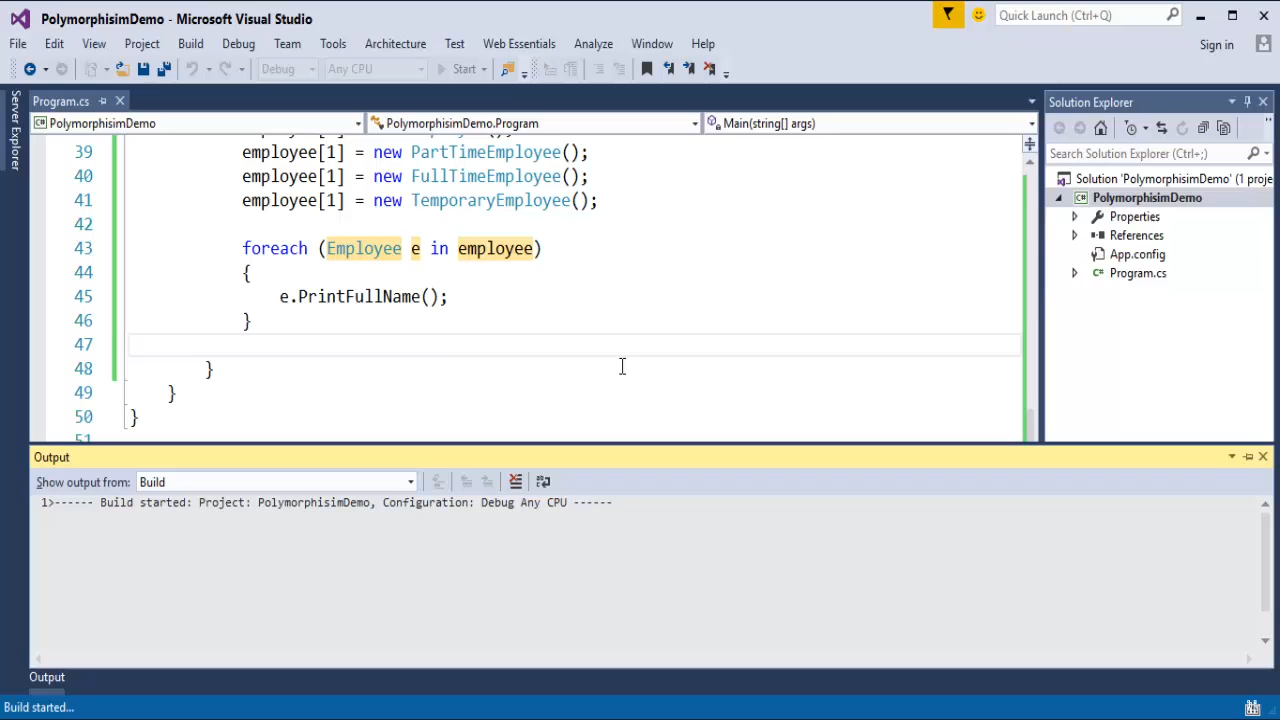 PolymorphisimDemo - Microsoft Visual Studio
Quick Launch (Ctrl+Q)
File Edit View Project Build Debug Team Tools Architecture Test Web Essentials Analyze Window Help
Sign in
Debug Any CPU Start
Server Explorer
Program.cs
PolymorphisimDemo PolymorphisimDemo.Program Main(string[] args)
39 employee[1] = new PartTimeEmployee();
40 employee[1] = new FullTimeEmployee();
41 employee[1] = new TemporaryEmployee();
42
43 foreach (Employee e in employee)
44 {
45 e.PrintFullName();
46 }
47
48 }
49 }
50 }
51
Solution Explorer
Search Solution Explorer (Ctrl+;)
Solution 'PolymorphisimDemo' (1 proje
C# PolymorphisimDemo
Properties
References
App.config
C# Program.cs
Output
Show output from: Build
1>------ Build started: Project: PolymorphisimDemo, Configuration: Debug Any CPU ------
Output
Build started...